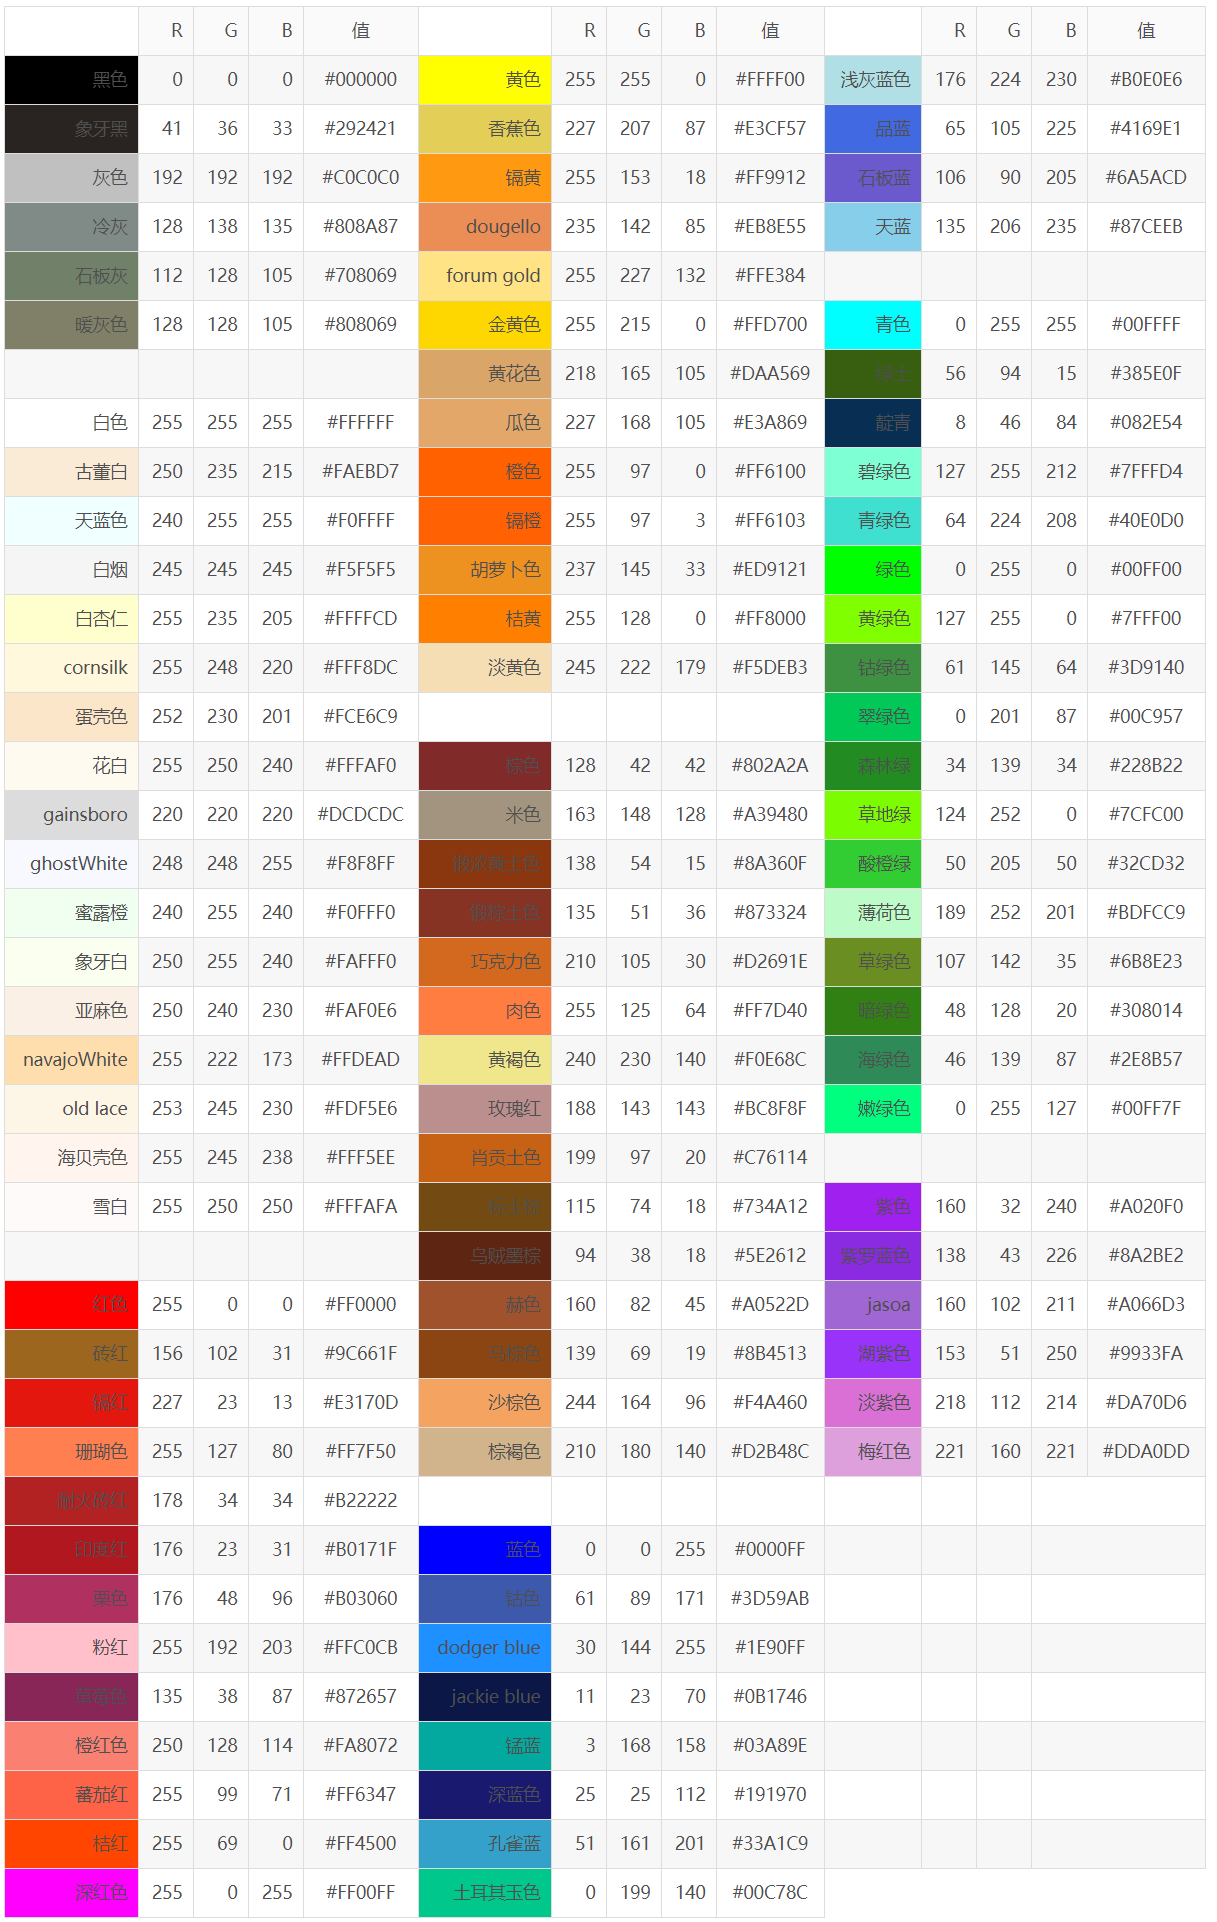 R G B 值 R G B 值 R G B 值
黑色 0 0 0 #000000 黄色 255 255 0 #FFFF00 浅灰蓝色 176 224 230 #B0E0E6
象牙黑 41 36 33 #292421 香蕉色 227 207 87 #E3CF57 品蓝 65 105 225 #4169E1
灰色 192 192 192 #C0C0C0 镉黄 255 153 18 #FF9912 石板蓝 106 90 205 #6A5ACD
冷灰 128 138 135 #808A87 dougello 235 142 85 #EB8E55 天蓝 135 206 235 #87CEEB
石板灰 112 128 105 #708069 forum gold 255 227 132 #FFE384
暖灰色 128 128 105 #808069 金黄色 255 215 0 #FFD700 青色 0 255 255 #00FFFF
黄花色 218 165 105 #DAA569 绿土 56 94 15 #385E0F
白色 255 255 255 #FFFFFF 瓜色 227 168 105 #E3A869 靛青 8 46 84 #082E54
古董白 250 235 215 #FAEBD7 橙色 255 97 0 #FF6100 碧绿色 127 255 212 #7FFFD4
天蓝色 240 255 255 #F0FFFF 镉橙 255 97 3 #FF6103 青绿色 64 224 208 #40E0D0
白烟 245 245 245 #F5F5F5 胡萝卜色 237 145 33 #ED9121 绿色 0 255 0 #00FF00
白杏仁 255 235 205 #FFFFCD 桔黄 255 128 0 #FF8000 黄绿色 127 255 0 #7FFF00
cornsilk 255 248 220 #FFF8DC 淡黄色 245 222 179 #F5DEB3 钴绿色 61 145 64 #3D9140
蛋壳色 252 230 201 #FCE6C9 翠绿色 0 201 87 #00C957
花白 255 250 240 #FFFAF0 棕色 128 42 42 #802A2A 森林绿 34 139 34 #228B22
gainsboro 220 220 220 #DCDCDC 米色 163 148 128 #A39480 草地绿 124 252 0 #7CFC00
ghostWhite 248 248 255 #F8F8FF 锻浓黄土色 138 54 15 #8A360F 酸橙绿 50 205 50 #32CD32
蜜露橙 240 255 240 #F0FFF0 锻棕土色 135 51 36 #873324 薄荷色 189 252 201 #BDFCC9
象牙白 250 255 240 #FAFFF0 巧克力色 210 105 30 #D2691E 草绿色 107 142 35 #6B8E23
亚麻色 250 240 230 #FAF0E6 肉色 255 125 64 #FF7D40 暗绿色 48 128 20 #308014
navajoWhite 255 222 173 #FFDEAD 黄褐色 240 230 140 #F0E68C 海绿色 46 139 87 #2E8B57
old lace 253 245 230 #FDF5E6 玫瑰红 188 143 143 #BC8F8F 嫩绿色 0 255 127 #00FF7F
海贝壳色 255 245 238 #FFF5EE 肖贡土色 199 97 20 #C76114
雪白 255 250 250 #FFFAFA 标土棕 115 74 18 #734A12 紫色 160 32 240 #A020F0
乌贼墨棕 94 38 18 #5E2612 紫罗蓝色 138 43 226 #8A2BE2
红色 255 0 0 #FF0000 赫色 160 82 45 #A0522D jasoa 160 102 211 #A066D3
砖红 156 102 31 #9C661F 马棕色 139 69 19 #8B4513 湖紫色 153 51 250 #9933FA
镉红 227 23 13 #E3170D 沙棕色 244 164 96 #F4A460 淡紫色 218 112 214 #DA70D6
珊瑚色 255 127 80 #FF7F50 棕褐色 210 180 140 #D2B48C 梅红色 221 160 221 #DDA0DD
耐火砖红 178 34 34 #B22222
印度红 176 23 31 #B0171F 蓝色 0 0 255 #0000FF
栗色 176 48 96 #B03060 钴色 61 89 171 #3D59AB
粉红 255 192 203 #FFC0CB dodger blue 30 144 255 #1E90FF
草莓色 135 38 87 #872657 jackie blue 11 23 70 #0B1746
橙红色 250 128 114 #FA8072 锰蓝 3 168 158 #03A89E
蕃茄红 255 99 71 #FF6347 深蓝色 25 25 112 #191970
桔红 255 69 0 #FF4500 孔雀蓝 51 161 201 #33A1C9
深红色 255 0 255 #FF00FF 土耳其玉色 0 199 140 #00C78C